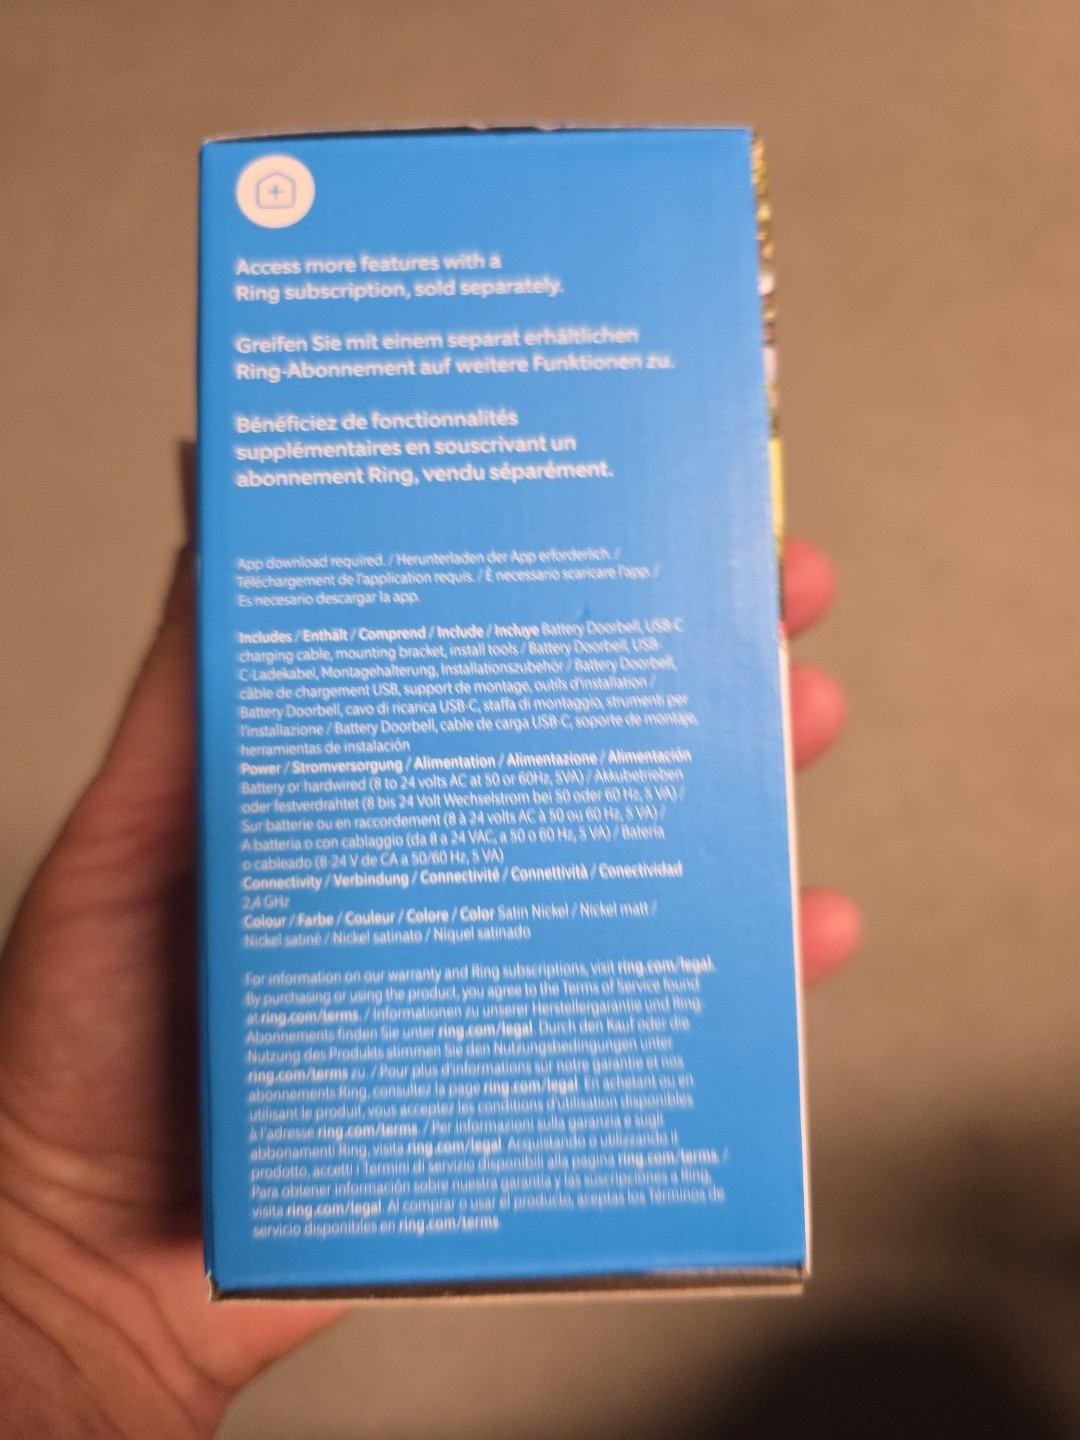 Access more features with a
Ring subscription, sold separately.
Greifen Sie mit einem separat erhältlichen
Ring-Abonnement auf weitere Funktionen zu.
Bénéficiez de fonctionnalités
supplémentaires en souscrivant un
abonnement Ring, vendu séparément.
App download required. / Herunterladen der App erforderlich. /
Téléchargement de l'application requis. / È necessario scaricare l'app. /
Es necesario descargar la app.
Includes / Enthält / Comprend / Include / Incluye Battery Doorbell, USB-C
charging cable, mounting bracket, install tools / Battery Doorbell, USB-
C-Ladekabel, Montagehalterung, Installationszubehör / Battery Doorbell,
câble de chargement USB, support de montage, outils d'installation /
Battery Doorbell, cavo di ricarica USB-C, staffa di montaggio, strumenti per
l'installazione / Battery Doorbell, cable de carga USB-C, soporte de montaje,
herramientas de instalación
Power / Stromversorgung / Alimentation / Alimentazione / Alimentación
Battery or hardwired (8 to 24 volts AC at 50 or 60Hz, 5VA) / Akkubetrieben
oder festverdrahtet (8 bis 24 Volt Wechselstrom bei 50 oder 60 Hz, 5 VA) /
Sur batterie ou en raccordement (8 à 24 volts AC à 50 ou 60 Hz, 5 VA) /
A batteria o con cablaggio (da 8 a 24 VAC, a 50 o 60 Hz, 5 VA) / Batería
o cableado (8-24 V de CA a 50/60 Hz, 5 VA)
Connectivity / Verbindung / Connectivité / Connettività / Conectividad
2,4 GHz
Colour / Farbe / Couleur / Colore / Color Satin Nickel / Nickel matt /
Nickel satiné / Nickel satinato / Níquel satinado
For information on our warranty and Ring subscriptions, visit ring.com/legal.
By purchasing or using the product, you agree to the Terms of Service found
at ring.com/terms. / Informationen zu unserer Herstellergarantie und Ring-
Abonnements finden Sie unter ring.com/legal. Durch den Kauf oder die
Nutzung des Produkts stimmen Sie den Nutzungsbedingungen unter
ring.com/terms zu. / Pour plus d'informations sur notre garantie et nos
abonnements Ring, consultez la page ring.com/legal. En achetant ou en
utilisant le produit, vous acceptez les conditions d'utilisation disponibles
à l'adresse ring.com/terms. / Per informazioni sulla garanzia e sugli
abbonamenti Ring, visita ring.com/legal. Acquistando o utilizzando il
prodotto, accetti i Termini di servizio disponibili alla pagina ring.com/terms. /
Para obtener información sobre nuestra garantía y las suscripciones a Ring,
visita ring.com/legal. Al comprar o usar el producto, aceptas los Términos de
servicio disponibles en ring.com/terms.